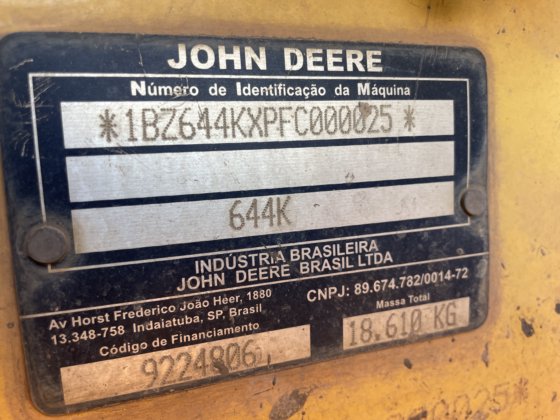 JOHN DEERE
Número de Identificação da Máquina
*1BZ644KXPFC000025*
644K
INDÚSTRIA BRASILEIRA
JOHN DEERE BRASIL LTDA
Av Horst Frederico João Heer, 1880
13.348-758 Indaiatuba, SP, Brasil
CNPJ: 89.674.782/0014-72
Código de Financiamento
9224806
Massa Total
18.610 KG